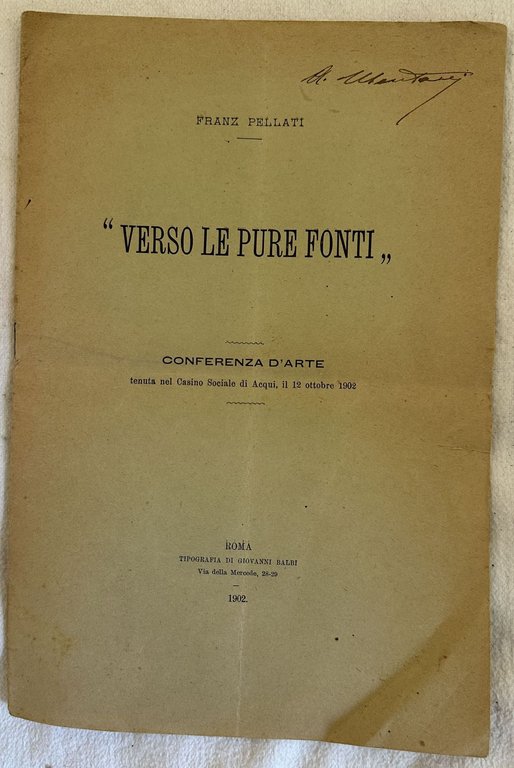 FRANZ PELLATI
“ VERSO LE PURE FONTI „
CONFERENZA D'ARTE
tenuta nel Casino Sociale di Acqui, il 12 ottobre 1902
ROMA
TIPOGRAFIA DI GIOVANNI BALBI
Via della Mercede, 28-29
1902.